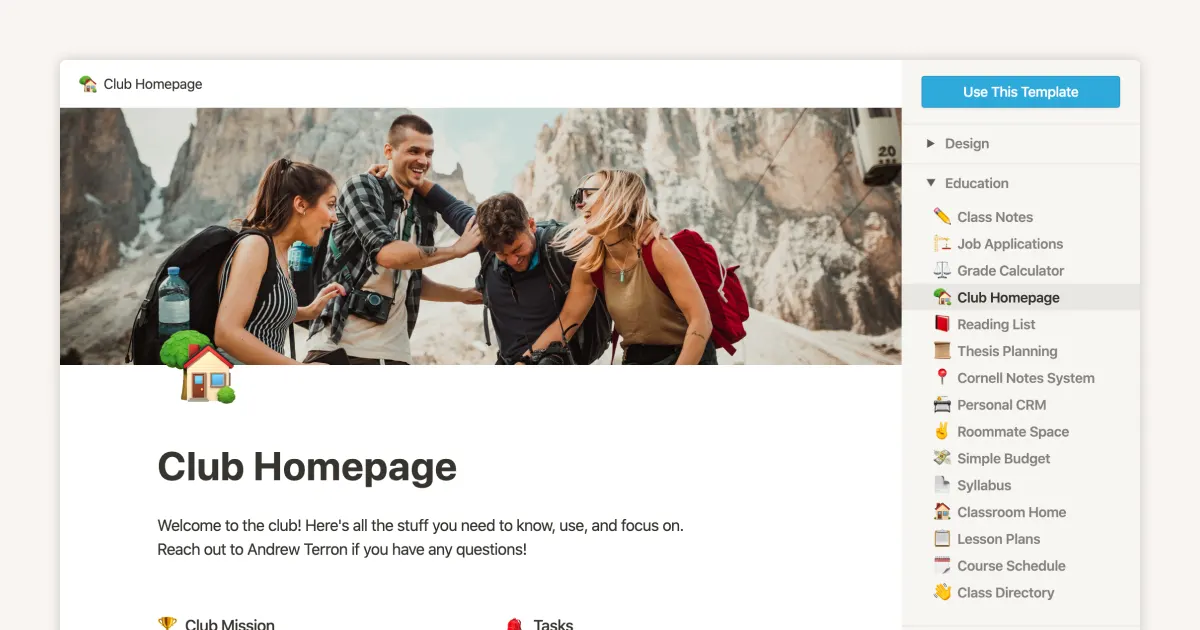 Club Homepage
Use This Template
20
Design
Education
Class Notes
Job Applications
Grade Calculator
Club Homepage
Reading List
Thesis Planning
Cornell Notes System
Personal CRM
Roommate Space
Simple Budget
Syllabus
Classroom Home
Lesson Plans
Course Schedule
Class Directory
Club Homepage
Welcome to the club! Here's all the stuff you need to know, use, and focus on.
Reach out to Andrew Terron if you have any questions!
Club Mission
Tasks